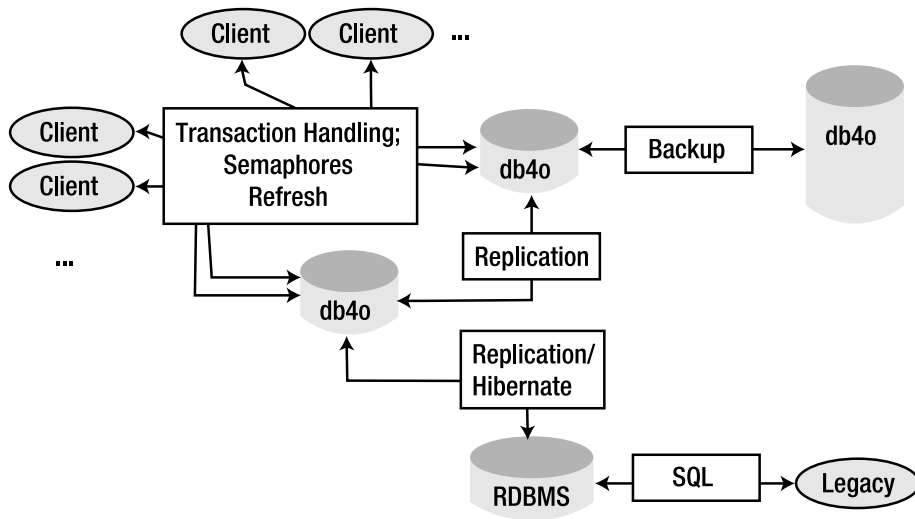 Client
Client
...
Client
Client
...
Transaction Handling;
Semaphores
Refresh
db4o
Backup
db4o
Replication
db4o
Replication/
Hibernate
RDBMS
SQL
Legacy